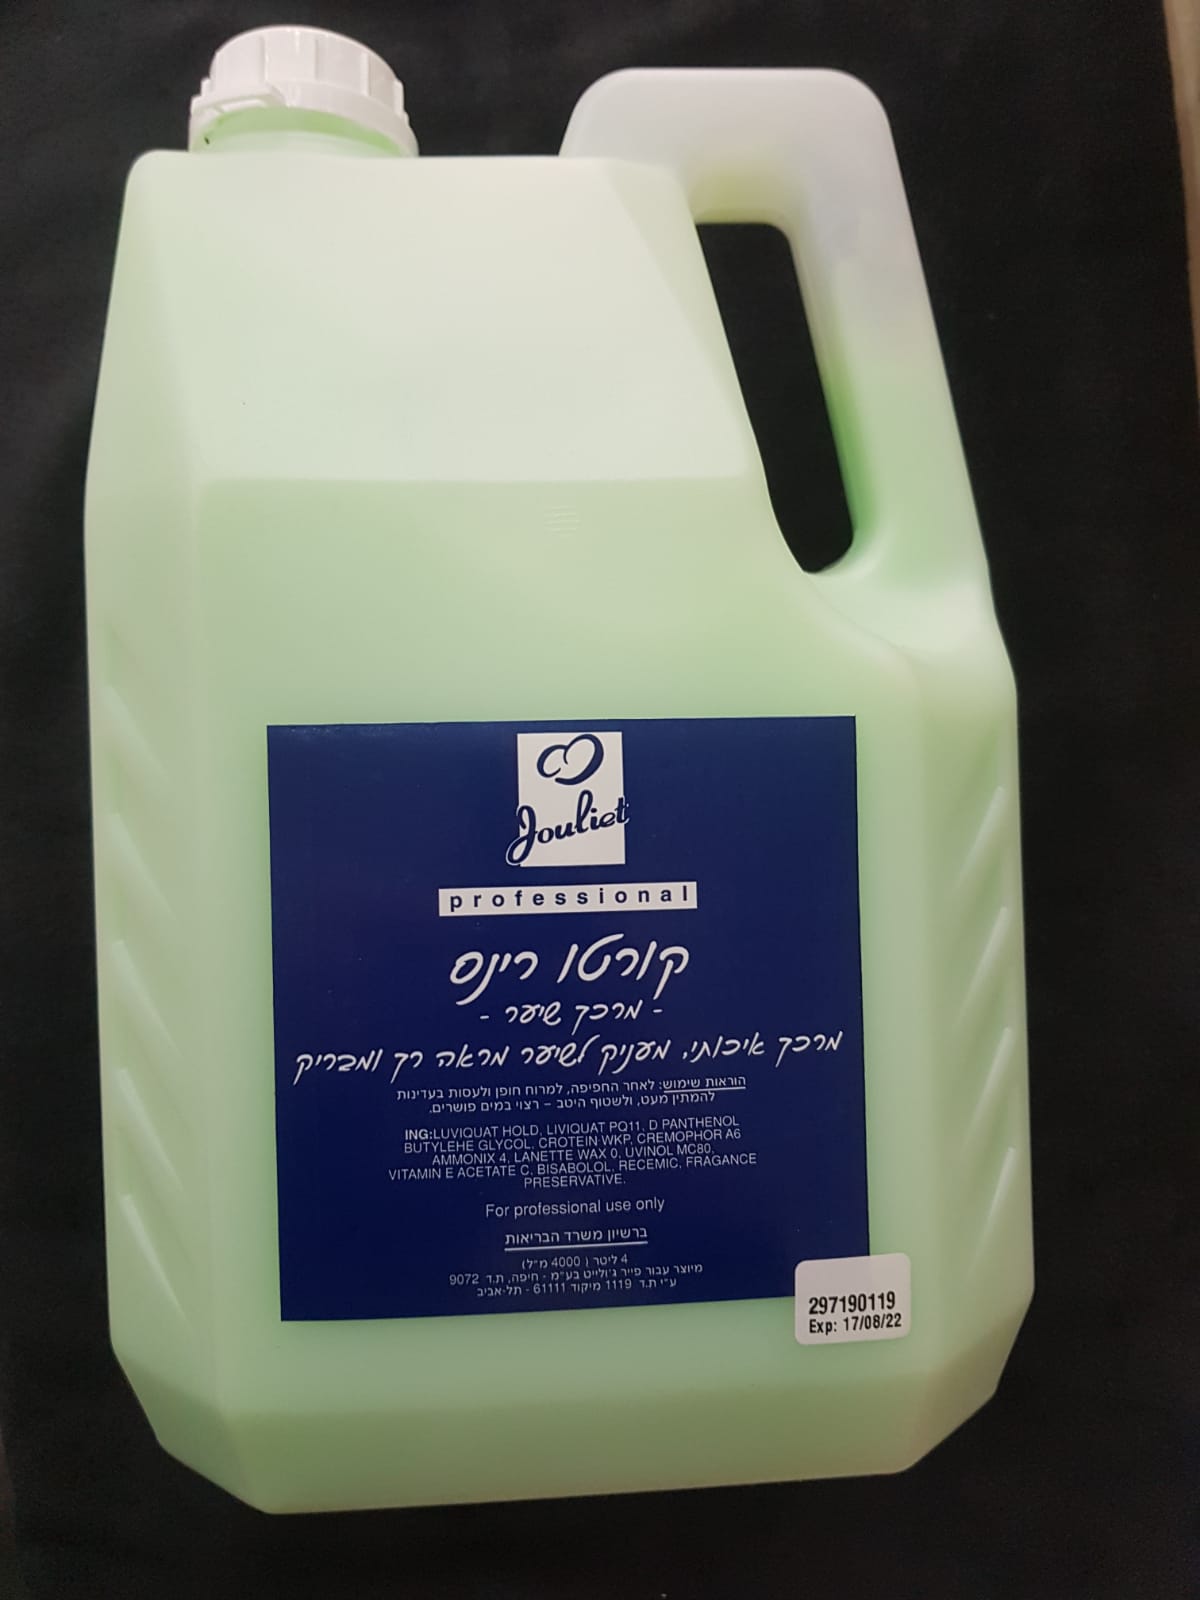 Jouliet
professional
קורטו רינס
- מרכך שיער -
מרכך איכותי, מעניק לשיער מראה רך ומבריק
הוראות שימוש: לאחר החפיפה, למרוח חופן ולעסות בעדינות
להמתין מעט, ולשטוף היטב – רצוי במים פושרים.
ING:LUVIQUAT HOLD, LIVIQUAT PQ11, D PANTHENOL
BUTYLEHE GLYCOL, CROTEIN WKP, CREMOPHOR A6
AMMONIX 4, LANETTE WAX 0, UVINOL MC80,
VITAMIN E ACETATE C, BISABOLOL, RECEMIC, FRAGANCE
PRESERVATIVE.
For professional use only
ברשיון משרד הבריאות
4 ליטר ( 4000 מ"ל)
מיוצר עבור פייר ג'ולייט בע"מ - חיפה, ת.ד 9072
ע"י ת.ד 1119 מיקוד 61111 - תל-אביב
297190119
Exp: 17/08/22